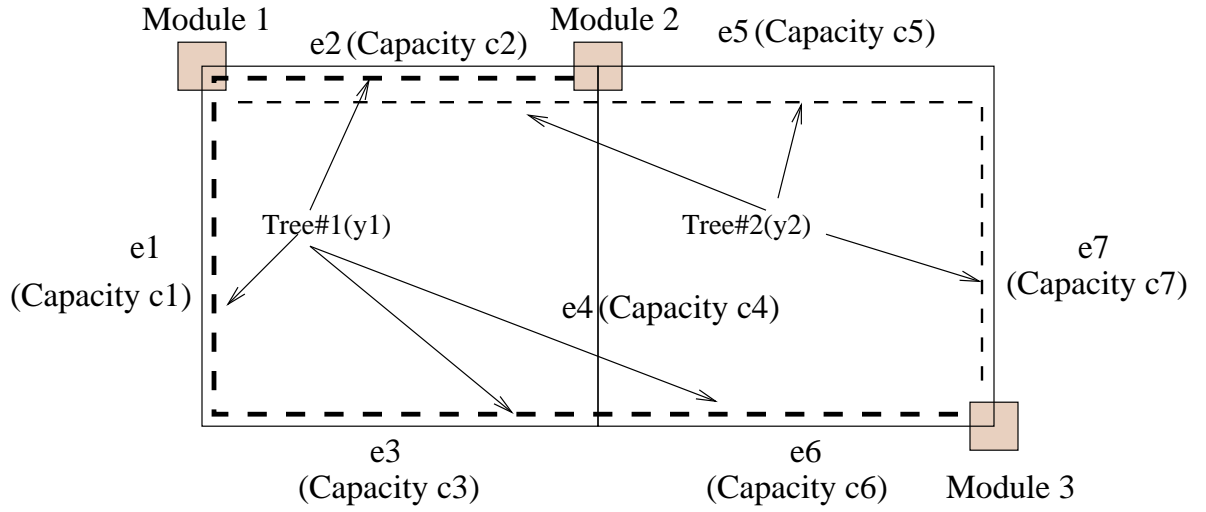 Module 1
Module 2
e2 (Capacity c2)
e5 (Capacity c5)
Tree#1(y1)
Tree#2(y2)
e1
(Capacity c1)
e7
(Capacity c7)
e4 (Capacity c4)
e3
(Capacity c3)
e6
(Capacity c6)
Module 3